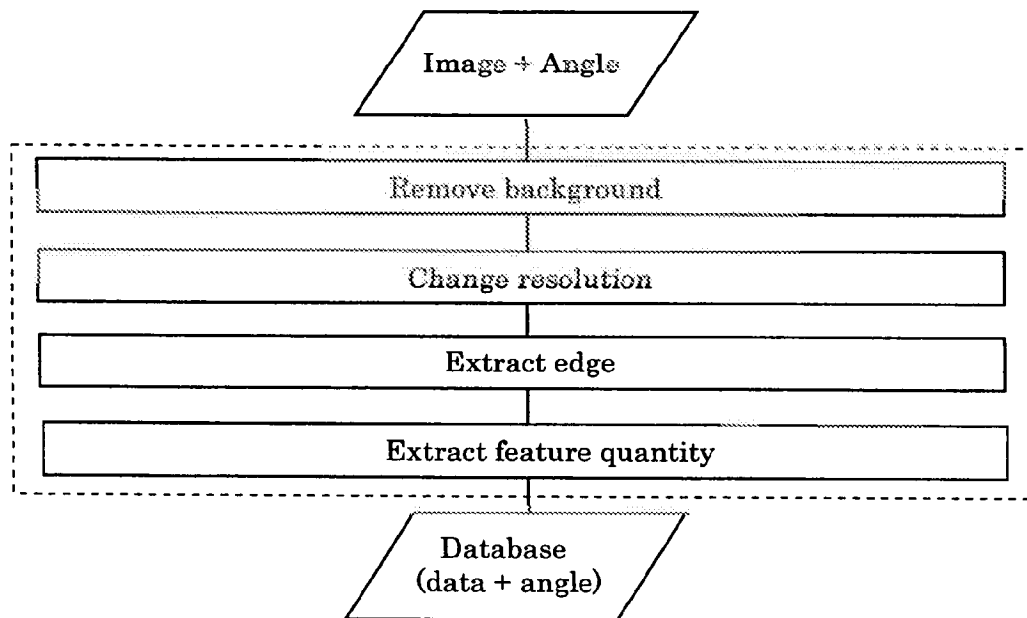 Image + Angle
Remove background
Change resolution
Extract edge
Extract feature quantity
Database
(data + angle)